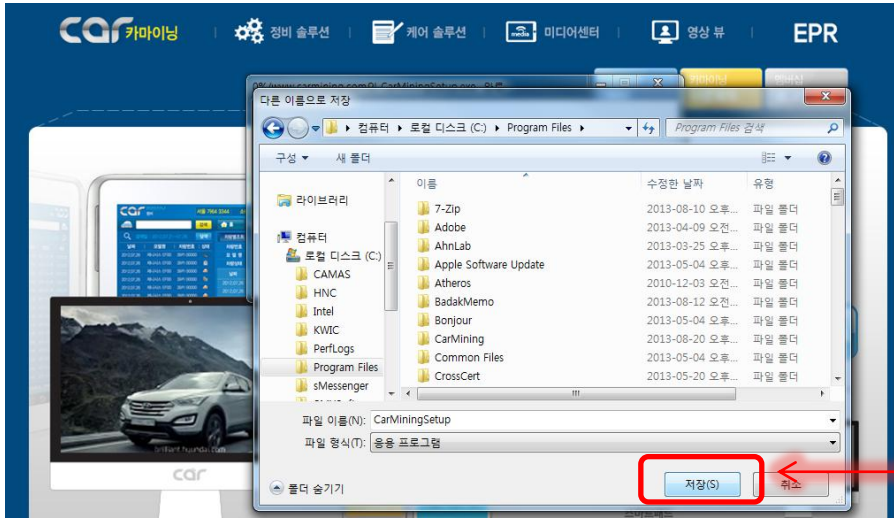 car 카마이닝
정비 솔루션
케어 솔루션
media 미디어센터
영상 뷰
EPR
다른 이름으로 저장
컴퓨터 ▸ 로컬 디스크 (C:) ▸ Program Files ▸
Program Files 검색
구성 ▼ 새 폴더
이름 수정한 날짜 유형
라이브러리
컴퓨터
로컬 디스크 (C:)
CAMAS
HNC
Intel
KWIC
PerfLogs
Program Files
sMessenger
7-Zip 2013-08-10 오후... 파일 폴더
Adobe 2013-04-09 오전... 파일 폴더
AhnLab 2013-03-25 오후... 파일 폴더
Apple Software Update 2013-05-04 오후... 파일 폴더
Atheros 2010-12-03 오전... 파일 폴더
BadakMemo 2013-08-12 오전... 파일 폴더
Bonjour 2013-05-04 오후... 파일 폴더
CarMining 2013-08-20 오후... 파일 폴더
Common Files 2013-05-04 오후... 파일 폴더
CrossCert 2013-05-20 오후... 파일 폴더
파일 이름(N): CarMiningSetup
파일 형식(T): 응용 프로그램
폴더 숨기기
저장(S)
취소
brilliant.hyundai.com
car